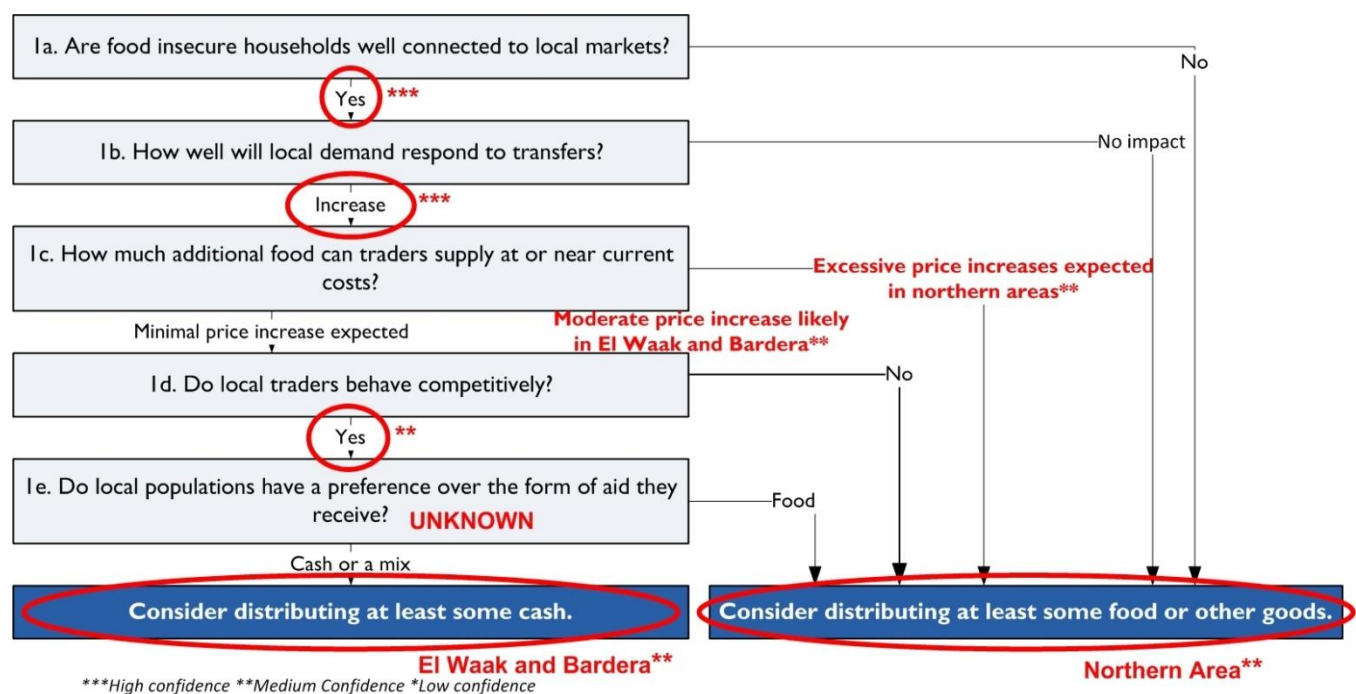 1a. Are food insecure households well connected to local markets?
No
Yes ***
1b. How well will local demand respond to transfers?
No impact
Increase ***
1c. How much additional food can traders supply at or near current
costs?
Excessive price increases expected
in northern areas**
Minimal price increase expected
Moderate price increase likely
in El Waak and Bardera**
1d. Do local traders behave competitively?
No
Yes **
1e. Do local populations have a preference over the form of aid they
receive? UNKNOWN
Food
Cash or a mix
Consider distributing at least some cash.
Consider distributing at least some food or other goods.
El Waak and Bardera**
Northern Area**
***High confidence **Medium Confidence *Low confidence